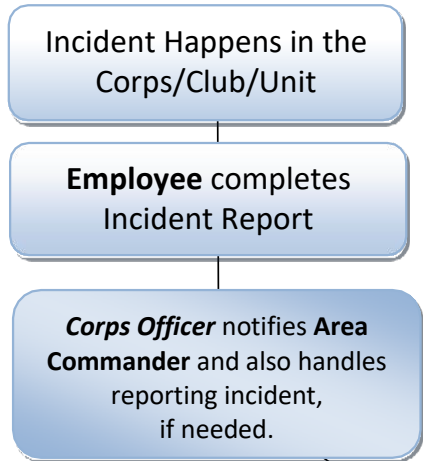 Incident Happens in the
Corps/Club/Unit
Employee completes
Incident Report
Corps Officer notifies Area
Commander and also handles
reporting incident,
if needed.